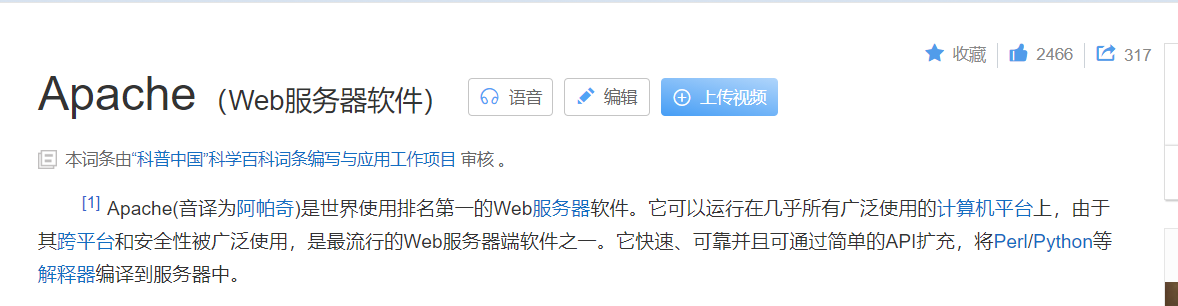 收藏 2466 317
Apache（Web服务器软件） 语音 编辑 上传视频
本词条由“科普中国”科学百科词条编写与应用工作项目 审核 。
[1] Apache(音译为阿帕奇)是世界使用排名第一的Web服务器软件。它可以运行在几乎所有广泛使用的计算机平台上，由于
其跨平台和安全性被广泛使用，是最流行的Web服务器端软件之一。它快速、可靠并且可通过简单的API扩充，将Perl/Python等
解释器编译到服务器中。